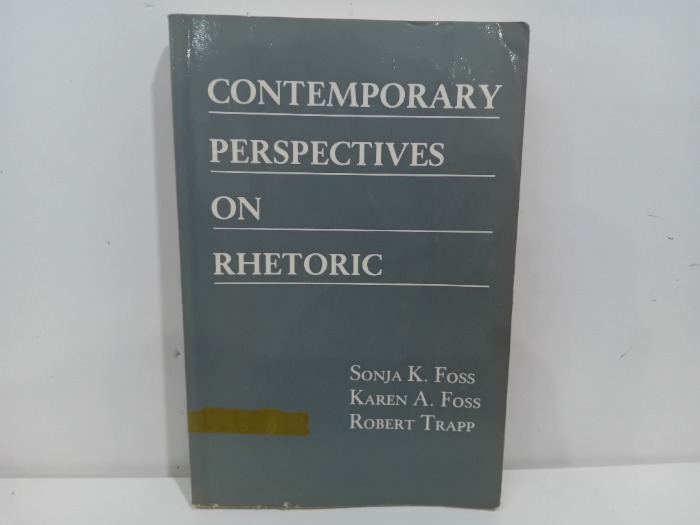 CONTEMPORARY
PERSPECTIVES
ON
RHETORIC
SONJA K. FOSS
KAREN A. FOSS
ROBERT TRAPP